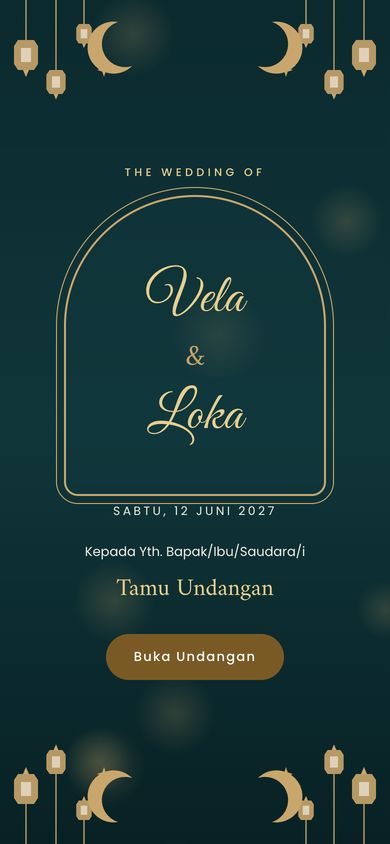 THE WEDDING OF
Vela
&
Loka
SABTU, 12 JUNI 2027
Kepada Yth. Bapak/Ibu/Saudara/i
Tamu Undangan
Buka Undangan